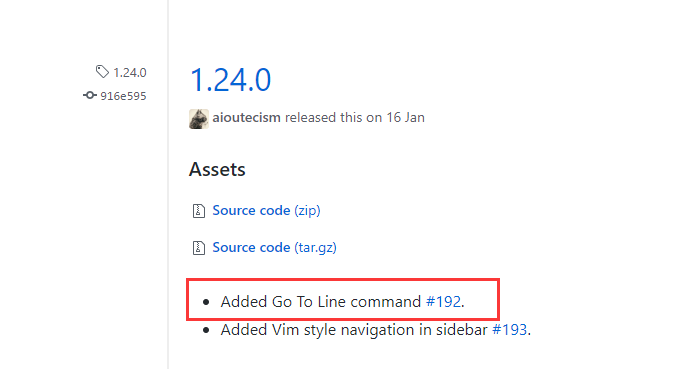 1.24.0
1.24.0
916e595
aioutecism released this on 16 Jan
Assets
Source code (zip)
Source code (tar.gz)
Added Go To Line command #192.
Added Vim style navigation in sidebar #193.